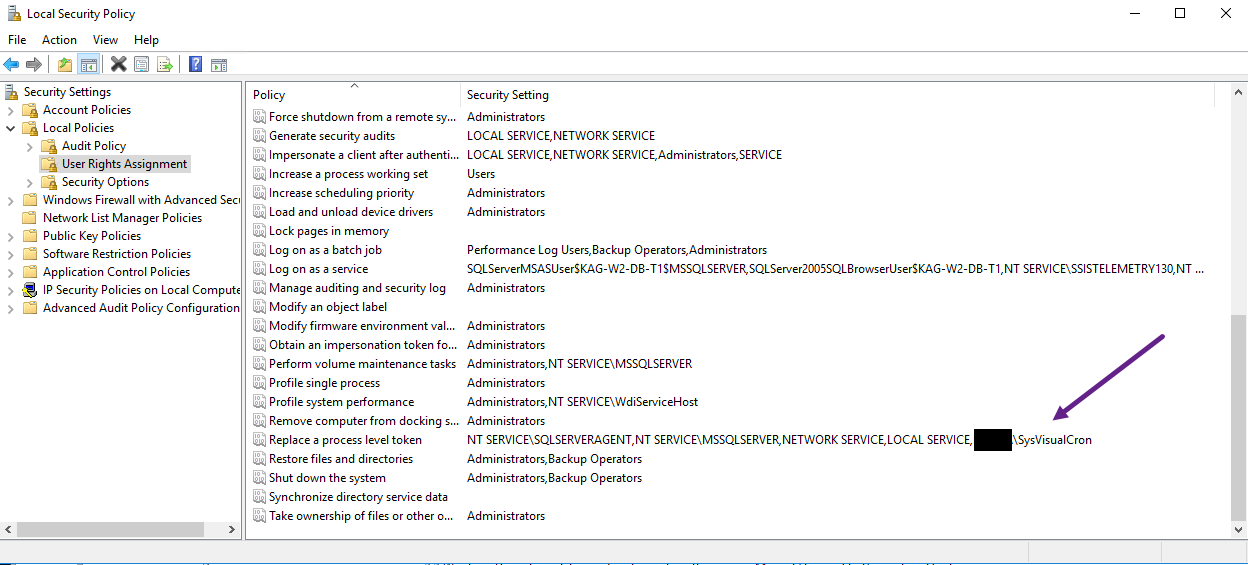 Local Security Policy
File Action View Help
Security Settings
Account Policies
Local Policies
Audit Policy
User Rights Assignment
Security Options
Windows Firewall with Advanced Secu
Network List Manager Policies
Public Key Policies
Software Restriction Policies
Application Control Policies
IP Security Policies on Local Compute
Advanced Audit Policy Configuration
Policy Security Setting
Force shutdown from a remote sy... Administrators
Generate security audits LOCAL SERVICE,NETWORK SERVICE
Impersonate a client after authenti... LOCAL SERVICE,NETWORK SERVICE,Administrators,SERVICE
Increase a process working set Users
Increase scheduling priority Administrators
Load and unload device drivers Administrators
Lock pages in memory
Log on as a batch job Performance Log Users,Backup Operators,Administrators
Log on as a service SQLServerMSASUser$KAG-W2-DB-T1$MSSQLSERVER,SQLServer2005SQLBrowserUser$KAG-W2-DB-T1,NT SERVICE\SSISTELEMETRY130,NT ...
Manage auditing and security log Administrators
Modify an object label
Modify firmware environment val... Administrators
Obtain an impersonation token fo... Administrators
Perform volume maintenance tasks Administrators,NT SERVICE\MSSQLSERVER
Profile single process Administrators
Profile system performance Administrators,NT SERVICE\WdiServiceHost
Remove computer from docking s... Administrators
Replace a process level token NT SERVICE\SQLSERVERAGENT,NT SERVICE\MSSQLSERVER,NETWORK SERVICE,LOCAL SERVICE, \SysVisualCron
Restore files and directories Administrators,Backup Operators
Shut down the system Administrators,Backup Operators
Synchronize directory service data
Take ownership of files or other o... Administrators